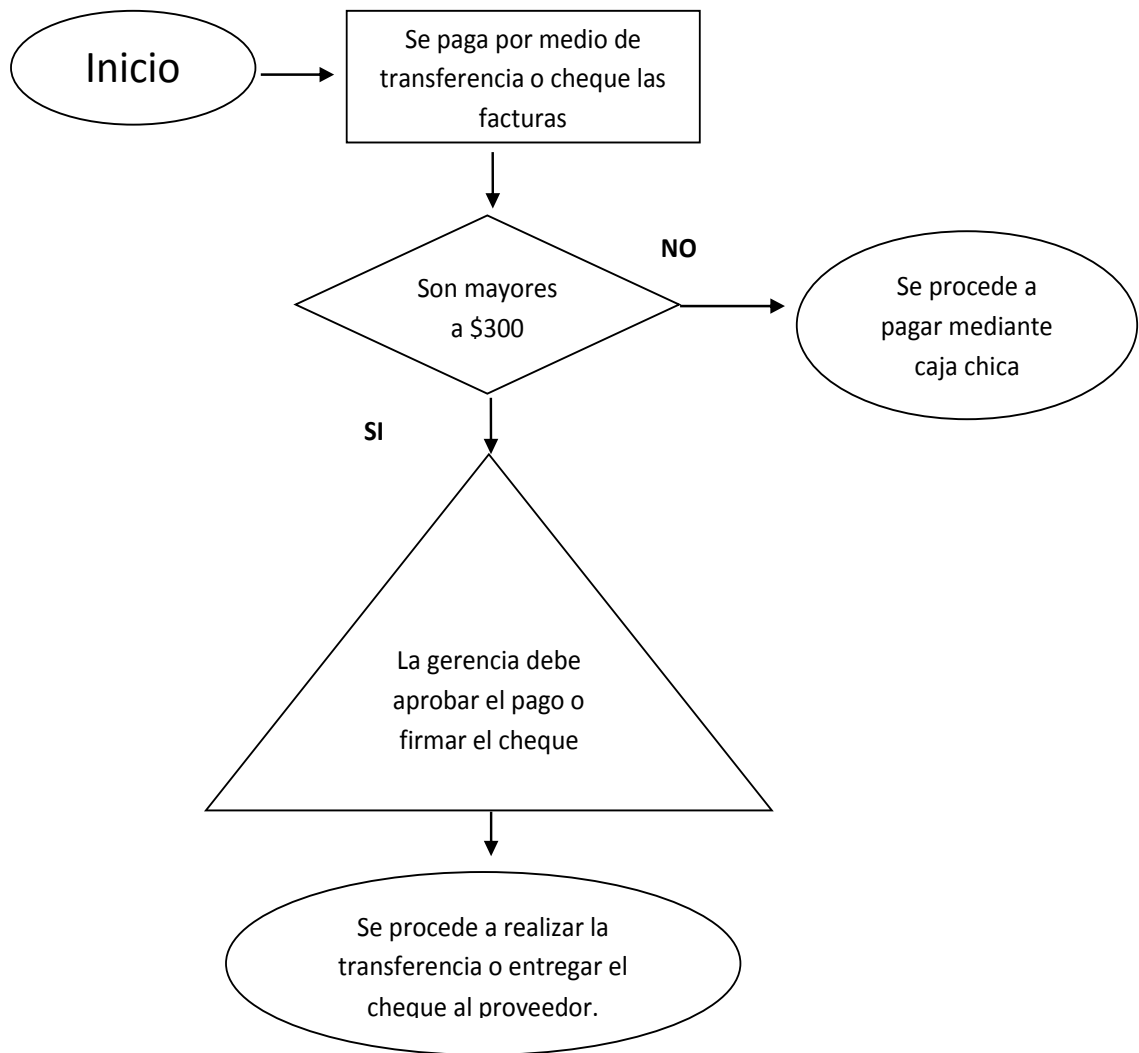 Inicio
Se paga por medio de
transferencia o cheque las
facturas
Son mayores
a $300
NO
Se procede a
pagar mediante
caja chica
SI
La gerencia debe
aprobar el pago o
firmar el cheque
Se procede a realizar la
transferencia o entregar el
cheque al proveedor.